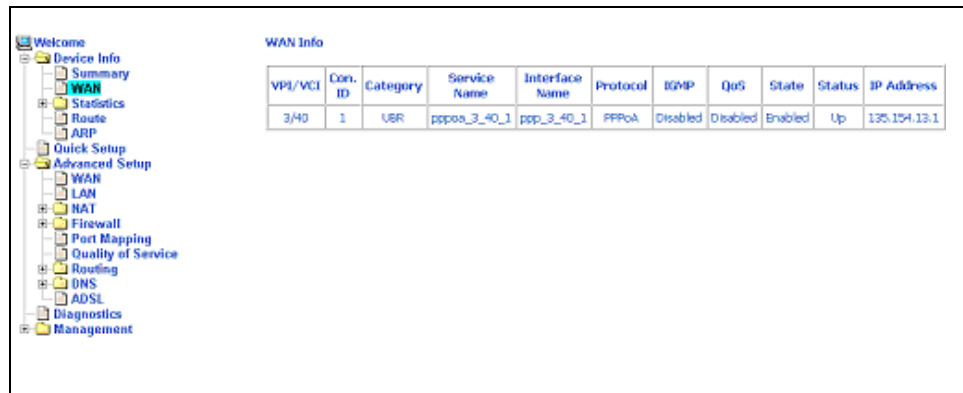 Welcome
Device Info
Summary
WAN
Statistics
Route
ARP
Quick Setup
Advanced Setup
WAN
LAN
NAT
Firewall
Port Mapping
Quality of Service
Routing
DNS
ADSL
Diagnostics
Management
WAN Info
VPI/VCI Con. ID Category Service Name Interface Name Protocol IGMP QoS State Status IP Address
3/40 1 UBR pppoa_3_40_1 ppp_3_40_1 PPPoA Disabled Disabled Enabled Up 135.154.13.1